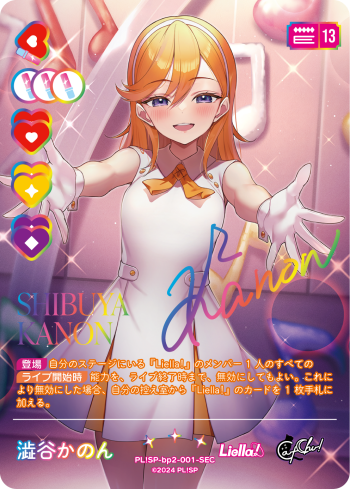 13
SHIBUYA
KANON
Kanon
登場 自分のステージにいる『Liella!』のメンバー1人のすべての
ライブ開始時 能力を、ライブ終了時まで、無効にしてもよい。これに
より無効にした場合、自分の控え室から『Liella!』のカードを1枚手札に
加える。
澁谷かのん
PL!SP-bp2-001-SEC
©2024 PL!SP
Liella!
CatChu!